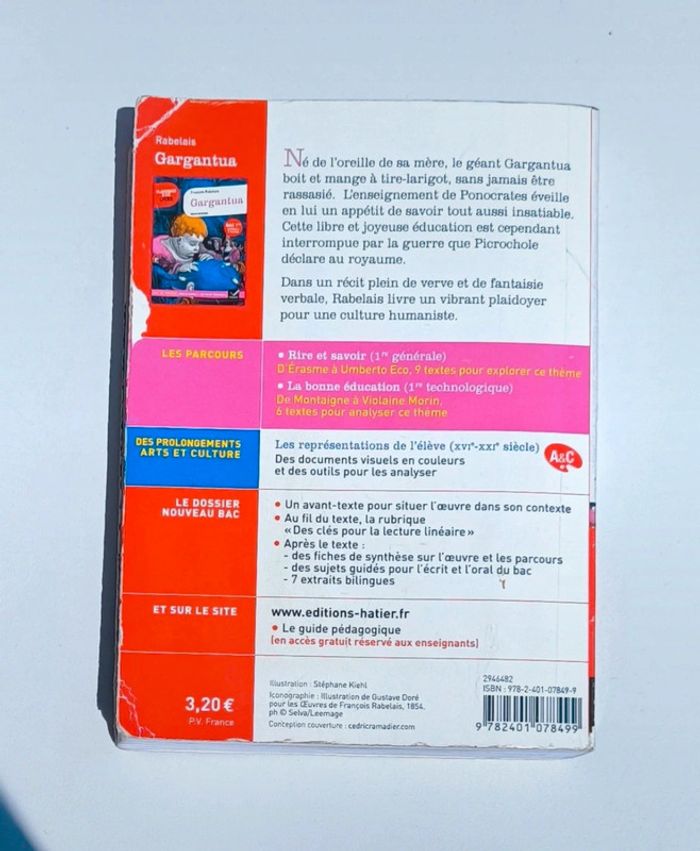 Rabelais
Gargantua
CLASSIQUES & CIE
LYCÉE
François Rabelais
Gargantua
Né de l'oreille de sa mère, le géant Gargantua
boit et mange à tire-larigot, sans jamais être
rassasié. L'enseignement de Ponocrates éveille
en lui un appétit de savoir tout aussi insatiable.
Cette libre et joyeuse éducation est cependant
interrompue par la guerre que Picrochole
déclare au royaume.
Dans un récit plein de verve et de fantaisie
verbale, Rabelais livre un vibrant plaidoyer
pour une culture humaniste.
LES PARCOURS
• Rire et savoir (1re générale)
D'Érasme à Umberto Eco, 9 textes pour explorer ce thème
• La bonne éducation (1re technologique)
De Montaigne à Violaine Morin,
6 textes pour analyser ce thème
DES PROLONGEMENTS
ARTS ET CULTURE
Les représentations de l'élève (XVIe-XXIe siècle)
Des documents visuels en couleurs
et des outils pour les analyser
A&C
LE DOSSIER
NOUVEAU BAC
• Un avant-texte pour situer l'œuvre dans son contexte
• Au fil du texte, la rubrique
« Des clés pour la lecture linéaire »
• Après le texte :
- des fiches de synthèse sur l'œuvre et les parcours
- des sujets guidés pour l'écrit et l'oral du bac
- 7 extraits bilingues
ET SUR LE SITE
www.editions-hatier.fr
• Le guide pédagogique
(en accès gratuit réservé aux enseignants)
3,20 €
P.V. France
Illustration : Stéphane Kiehl
Iconographie : Illustration de Gustave Doré
pour les Œuvres de François Rabelais, 1854.
ph © Selva/Leemage
Conception couverture : cedricramadier.com
2946482
ISBN : 978-2-401-07849-9
9 782401 078499